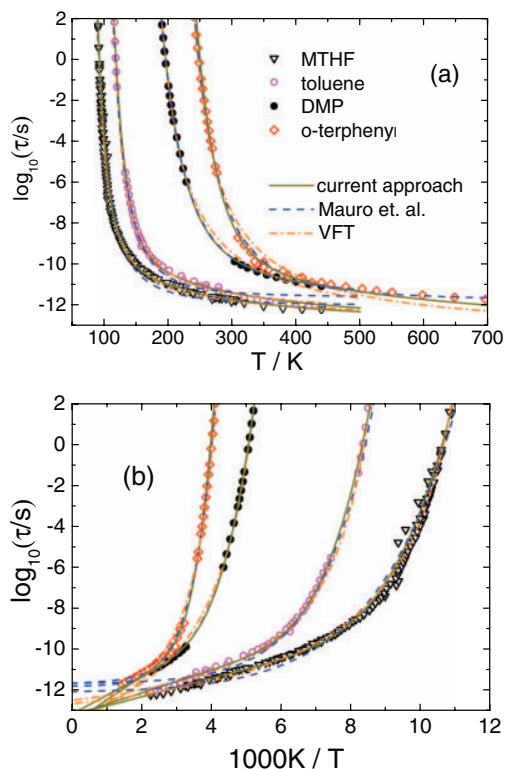 2
0
-2
-4
-6
-8
-10
-12
log10(τ/s)
(a)
MTHF
toluene
DMP
o-terphenyl
current approach
Mauro et. al.
VFT
100 200 300 400 500 600 700
T / K
2
0
-2
-4
-6
-8
-10
-12
log10(τ/s)
(b)
0 2 4 6 8 10 12
1000K / T